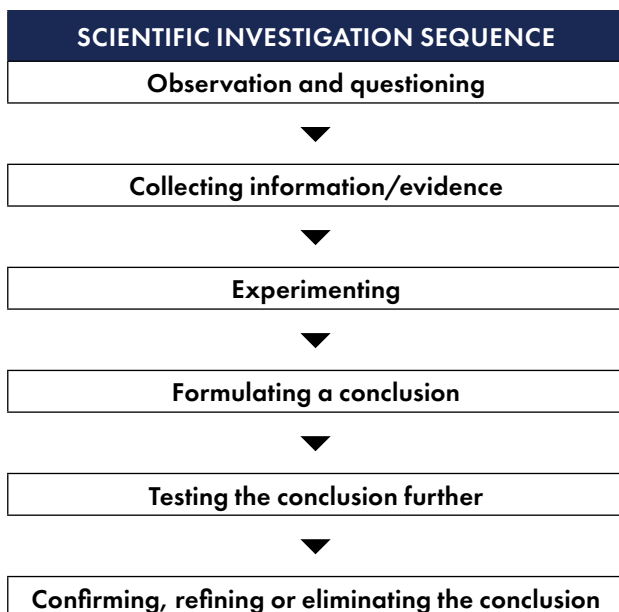 SCIENTIFIC INVESTIGATION SEQUENCE
Observation and questioning
Collecting information/evidence
Experimenting
Formulating a conclusion
Testing the conclusion further
Confirming, refining or eliminating the conclusion